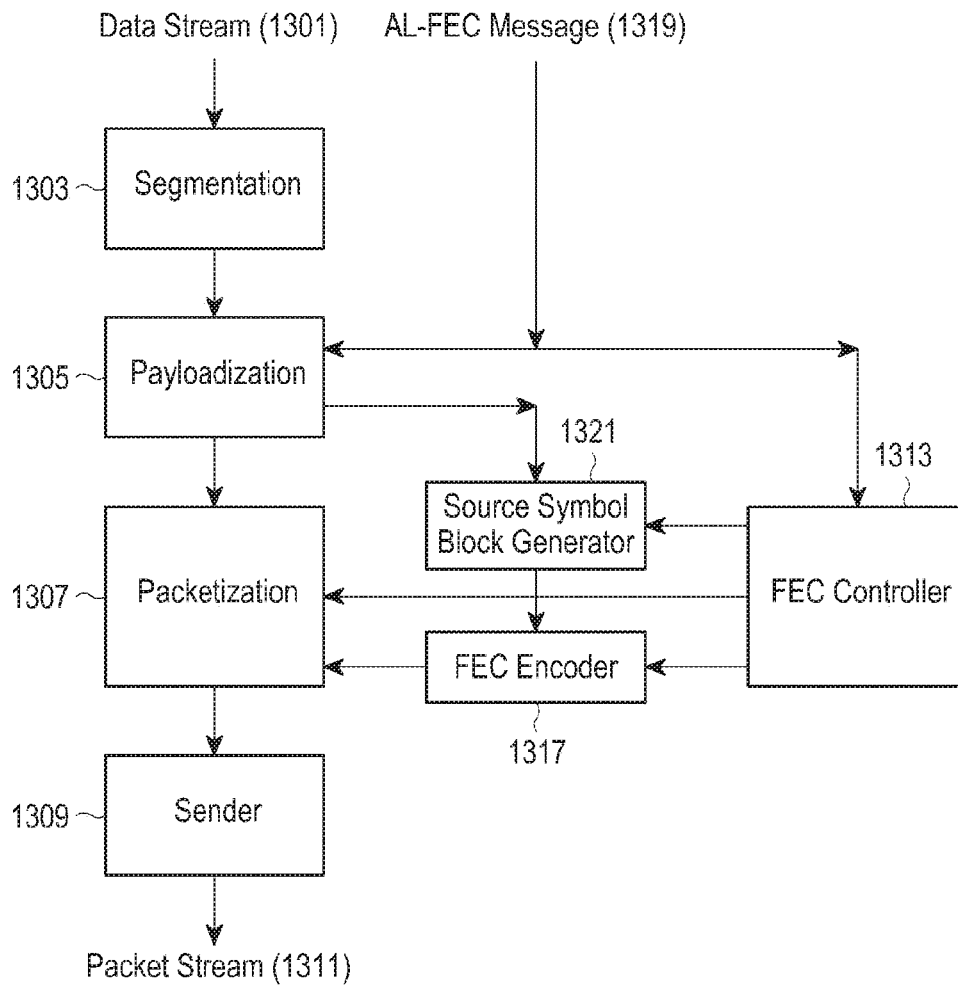 Data Stream (1301)
AL-FEC Message (1319)
1303
Segmentation
1305
Payloadization
1321
1313
Source Symbol
Block Generator
1307
Packetization
FEC Controller
FEC Encoder
1317
1309
Sender
Packet Stream (1311)